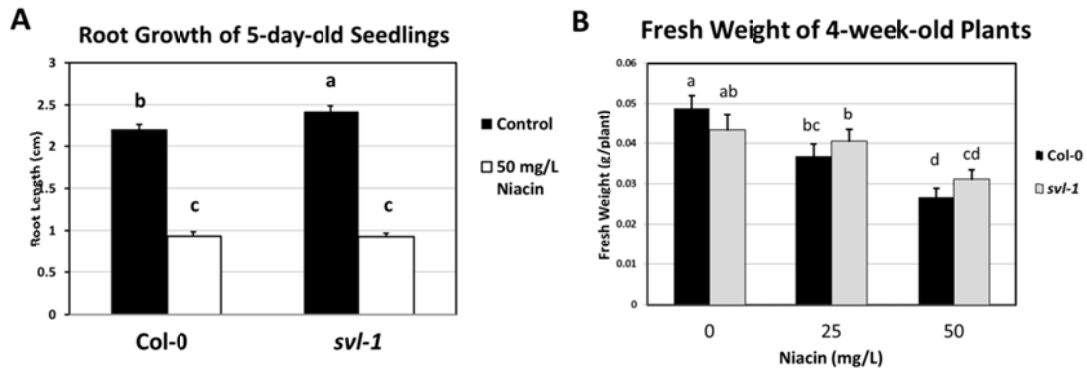 A
Root Growth of 5-day-old Seedlings
3
2.5
2
1.5
1
0.5
0
Root Length (cm)
b
c
a
c
Col-0
svl-1
Control
50 mg/L
Niacin
B
Fresh Weight of 4-week-old Plants
0.06
0.05
0.04
0.03
0.02
0.01
0
Fresh Weight (g/plant)
a
ab
bc
b
d
cd
0
25
50
Niacin (mg/L)
Col-0
svl-1